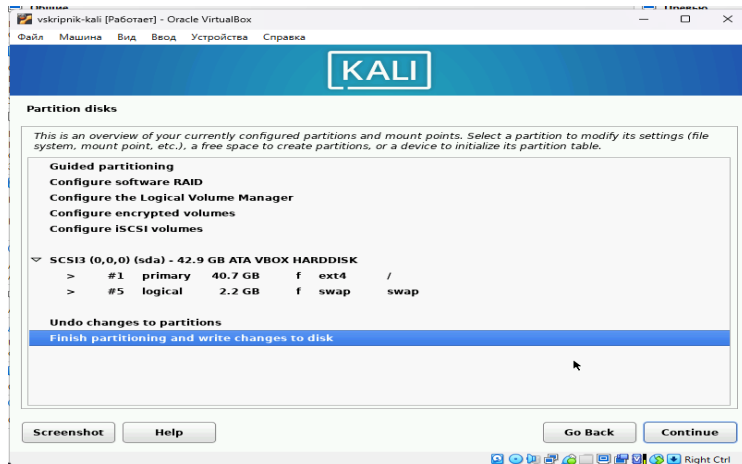 Общие
Превью
vskripnik-kali [Работает] - Oracle VirtualBox
Файл Машина Вид Ввод Устройства Справка
KALI
Partition disks
This is an overview of your currently configured partitions and mount points. Select a partition to modify its settings (file
system, mount point, etc.), a free space to create partitions, or a device to initialize its partition table.
Guided partitioning
Configure software RAID
Configure the Logical Volume Manager
Configure encrypted volumes
Configure iSCSI volumes
SCSI3 (0,0,0) (sda) - 42.9 GB ATA VBOX HARDDISK
> #1 primary 40.7 GB f ext4 /
> #5 logical 2.2 GB f swap swap
Undo changes to partitions
Finish partitioning and write changes to disk
Screenshot Help Go Back Continue
Right Ctrl